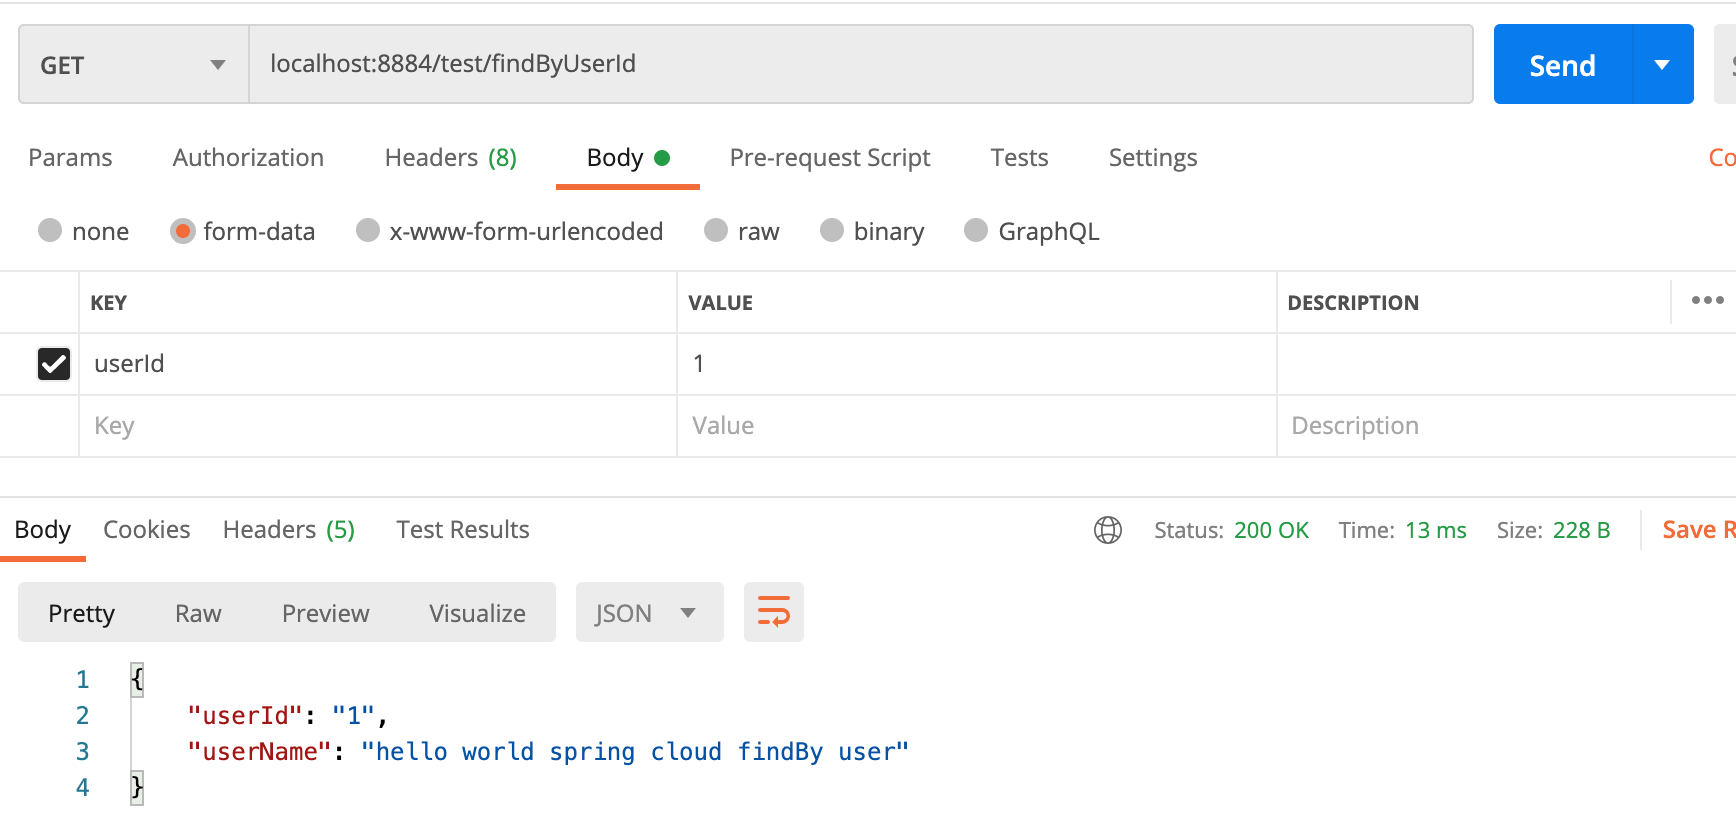 GET localhost:8884/test/findByUserId Send
Params Authorization Headers (8) Body Pre-request Script Tests Settings
none form-data x-www-form-urlencoded raw binary GraphQL
KEY VALUE DESCRIPTION •••
userId 1
Key Value Description
Body Cookies Headers (5) Test Results Status: 200 OK Time: 13 ms Size: 228 B Save
Pretty Raw Preview Visualize JSON
1 {
2 "userId": "1",
3 "userName": "hello world spring cloud findBy user"
4 }